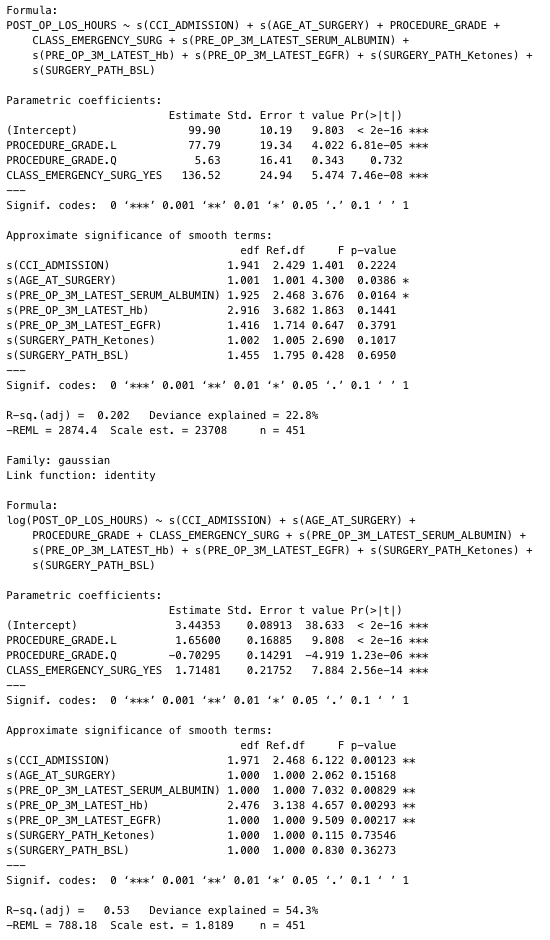 Formula:
POST_OP_LOS_HOURS ~ s(CCI_ADMISSION) + s(AGE_AT_SURGERY) + PROCEDURE_GRADE +
    CLASS_EMERGENCY_SURG + s(PRE_OP_3M_LATEST_SERUM_ALBUMIN) +
    s(PRE_OP_3M_LATEST_Hb) + s(PRE_OP_3M_LATEST_EGFR) + s(SURGERY_PATH_Ketones) +
    s(SURGERY_PATH_BSL)

Parametric coefficients:
                         Estimate Std. Error t value Pr(>|t|)
(Intercept)                 99.90      10.19   9.803  < 2e-16 ***
PROCEDURE_GRADE.L           77.79      19.34   4.022 6.81e-05 ***
PROCEDURE_GRADE.Q            5.63      16.41   0.343    0.732
CLASS_EMERGENCY_SURG_YES   136.52      24.94   5.474 7.46e-08 ***
---
Signif. codes:  0 ‘***’ 0.001 ‘**’ 0.01 ‘*’ 0.05 ‘.’ 0.1 ‘ ’ 1

Approximate significance of smooth terms:
                                    edf Ref.df     F p-value
s(CCI_ADMISSION)                  1.941  2.429 1.401  0.2224
s(AGE_AT_SURGERY)                 1.001  1.001 4.300  0.0386 *
s(PRE_OP_3M_LATEST_SERUM_ALBUMIN) 1.925  2.468 3.676  0.0164 *
s(PRE_OP_3M_LATEST_Hb)            2.916  3.682 1.863  0.1441
s(PRE_OP_3M_LATEST_EGFR)          1.416  1.714 0.647  0.3791
s(SURGERY_PATH_Ketones)           1.002  1.005 2.690  0.1017
s(SURGERY_PATH_BSL)               1.455  1.795 0.428  0.6950
---
Signif. codes:  0 ‘***’ 0.001 ‘**’ 0.01 ‘*’ 0.05 ‘.’ 0.1 ‘ ’ 1

R-sq.(adj) =  0.202   Deviance explained = 22.8%
-REML = 2874.4  Scale est. = 23708     n = 451

Family: gaussian
Link function: identity

Formula:
log(POST_OP_LOS_HOURS) ~ s(CCI_ADMISSION) + s(AGE_AT_SURGERY) +
    PROCEDURE_GRADE + CLASS_EMERGENCY_SURG + s(PRE_OP_3M_LATEST_SERUM_ALBUMIN) +
    s(PRE_OP_3M_LATEST_Hb) + s(PRE_OP_3M_LATEST_EGFR) + s(SURGERY_PATH_Ketones) +
    s(SURGERY_PATH_BSL)

Parametric coefficients:
                         Estimate Std. Error t value Pr(>|t|)
(Intercept)               3.44353    0.08913  38.633  < 2e-16 ***
PROCEDURE_GRADE.L         1.65600    0.16885   9.808  < 2e-16 ***
PROCEDURE_GRADE.Q        -0.70295    0.14291  -4.919 1.23e-06 ***
CLASS_EMERGENCY_SURG_YES  1.71481    0.21752   7.884 2.56e-14 ***
---
Signif. codes:  0 ‘***’ 0.001 ‘**’ 0.01 ‘*’ 0.05 ‘.’ 0.1 ‘ ’ 1

Approximate significance of smooth terms:
                                    edf Ref.df     F p-value
s(CCI_ADMISSION)                  1.971  2.468 6.122 0.00123 **
s(AGE_AT_SURGERY)                 1.000  1.000 2.062 0.15168
s(PRE_OP_3M_LATEST_SERUM_ALBUMIN) 1.000  1.000 7.032 0.00829 **
s(PRE_OP_3M_LATEST_Hb)            2.476  3.138 4.657 0.00293 **
s(PRE_OP_3M_LATEST_EGFR)          1.000  1.000 9.509 0.00217 **
s(SURGERY_PATH_Ketones)           1.000  1.000 0.115 0.73546
s(SURGERY_PATH_BSL)               1.000  1.000 0.830 0.36273
---
Signif. codes:  0 ‘***’ 0.001 ‘**’ 0.01 ‘*’ 0.05 ‘.’ 0.1 ‘ ’ 1

R-sq.(adj) =   0.53   Deviance explained = 54.3%
-REML = 788.18  Scale est. = 1.8189    n = 451